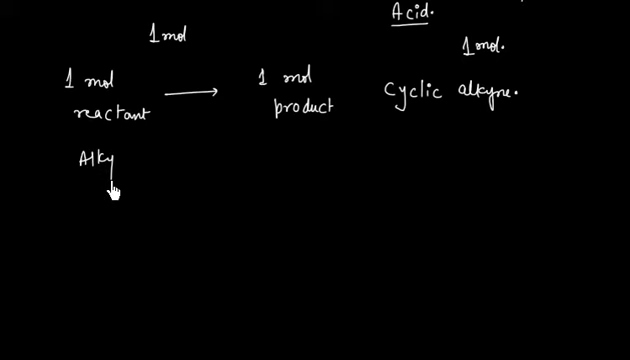 Acid.
1 mol
1 mol.
1 mol
reactant
1 mol
product
Cyclic alkyne.
Alky